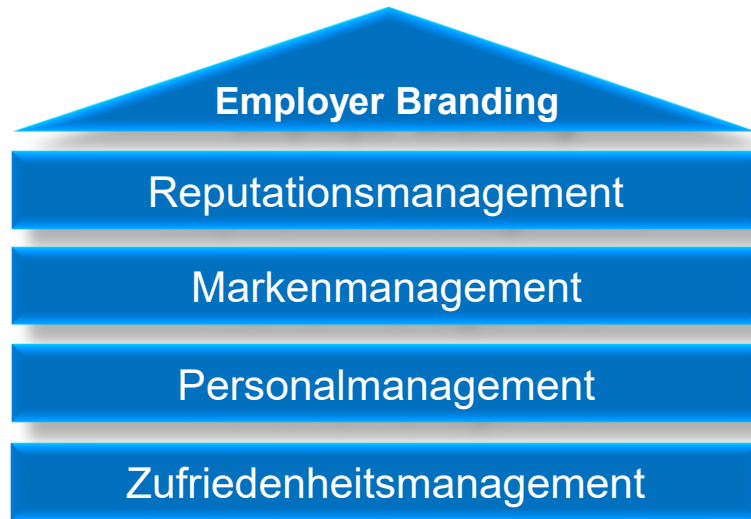 Employer Branding
Reputationsmanagement
Markenmanagement
Personalmanagement
Zufriedenheitsmanagement